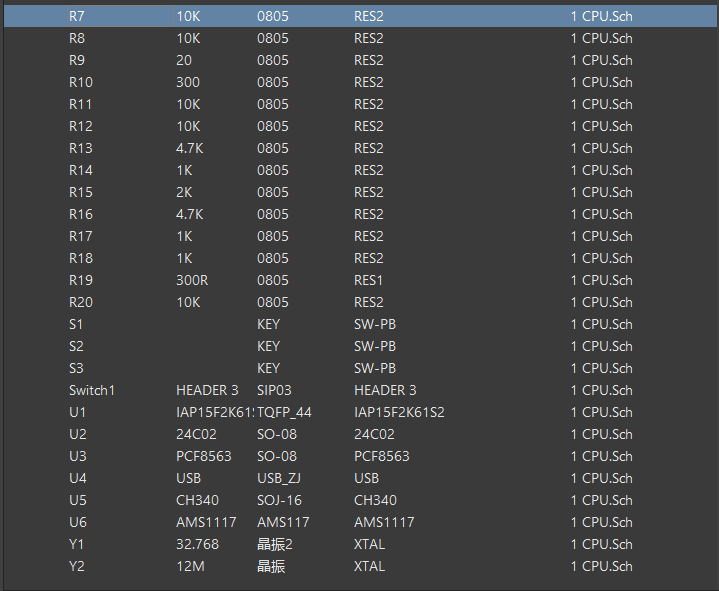 R7 10K 0805 RES2 1 CPU.Sch
R8 10K 0805 RES2 1 CPU.Sch
R9 20 0805 RES2 1 CPU.Sch
R10 300 0805 RES2 1 CPU.Sch
R11 10K 0805 RES2 1 CPU.Sch
R12 10K 0805 RES2 1 CPU.Sch
R13 4.7K 0805 RES2 1 CPU.Sch
R14 1K 0805 RES2 1 CPU.Sch
R15 2K 0805 RES2 1 CPU.Sch
R16 4.7K 0805 RES2 1 CPU.Sch
R17 1K 0805 RES2 1 CPU.Sch
R18 1K 0805 RES2 1 CPU.Sch
R19 300R 0805 RES1 1 CPU.Sch
R20 10K 0805 RES2 1 CPU.Sch
S1 KEY SW-PB 1 CPU.Sch
S2 KEY SW-PB 1 CPU.Sch
S3 KEY SW-PB 1 CPU.Sch
Switch1 HEADER 3 SIP03 HEADER 3 1 CPU.Sch
U1 IAP15F2K61 TQFP_44 IAP15F2K61S2 1 CPU.Sch
U2 24C02 SO-08 24C02 1 CPU.Sch
U3 PCF8563 SO-08 PCF8563 1 CPU.Sch
U4 USB USB_ZJ USB 1 CPU.Sch
U5 CH340 SOJ-16 CH340 1 CPU.Sch
U6 AMS1117 AMS117 AMS1117 1 CPU.Sch
Y1 32.768 晶振2 XTAL 1 CPU.Sch
Y2 12M 晶振 XTAL 1 CPU.Sch